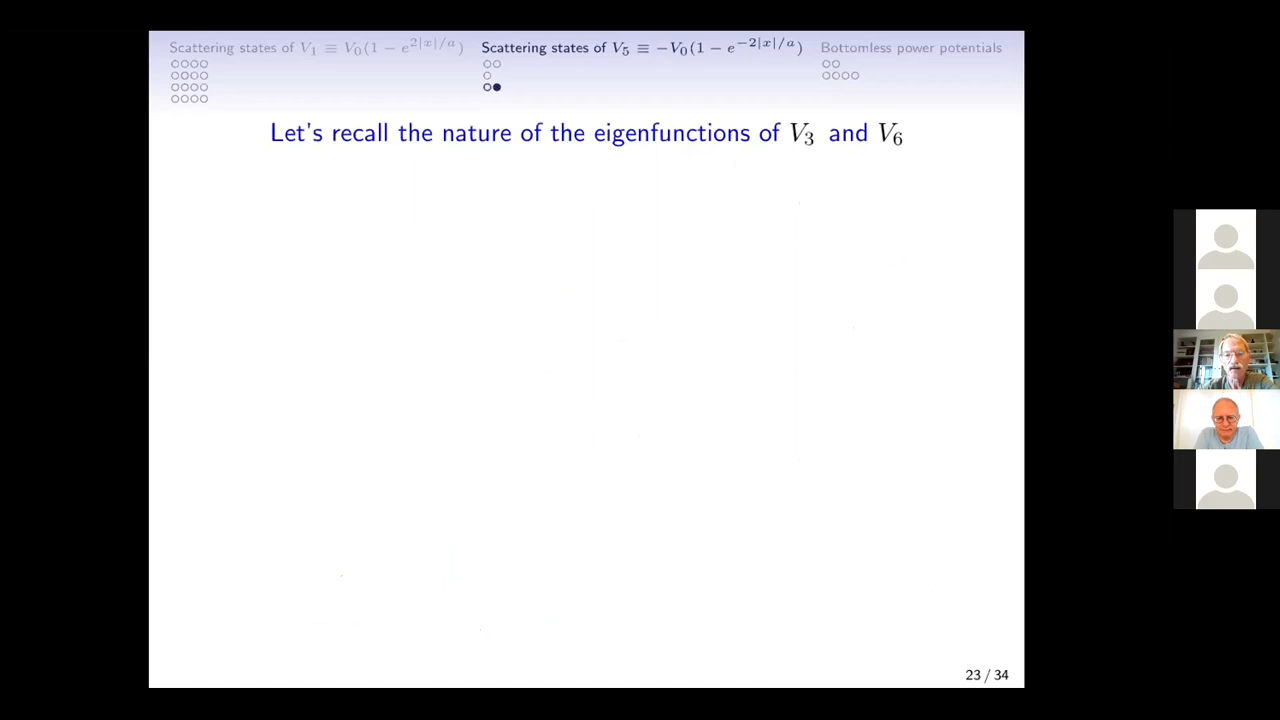 Scattering states of V₁ ≡ V₀(1 − e^{2|x|/a})
Scattering states of V₅ ≡ −V₀(1 − e^{−2|x|/a})
Bottomless power potentials
Let's recall the nature of the eigenfunctions of V₃ and V₆
23 / 34